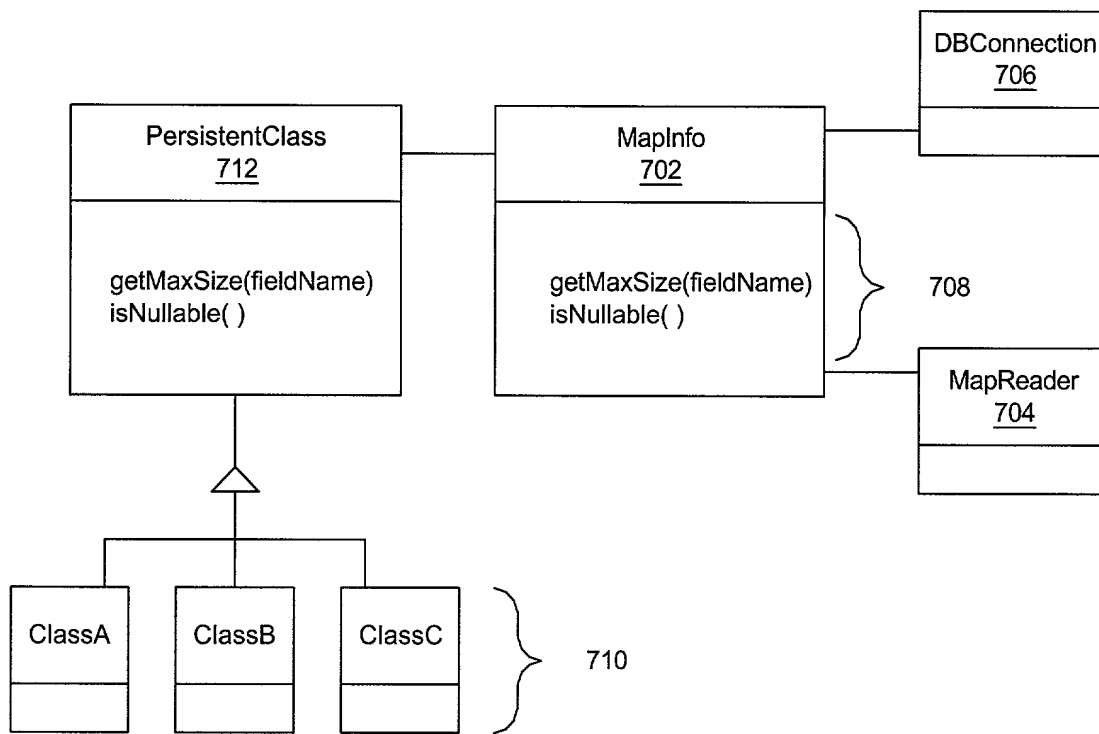 DBConnection
706
PersistentClass
712
MapInfo
702
getMaxSize(fieldName)
isNullable( )
getMaxSize(fieldName)
isNullable( )
708
MapReader
704
ClassA
ClassB
ClassC
710